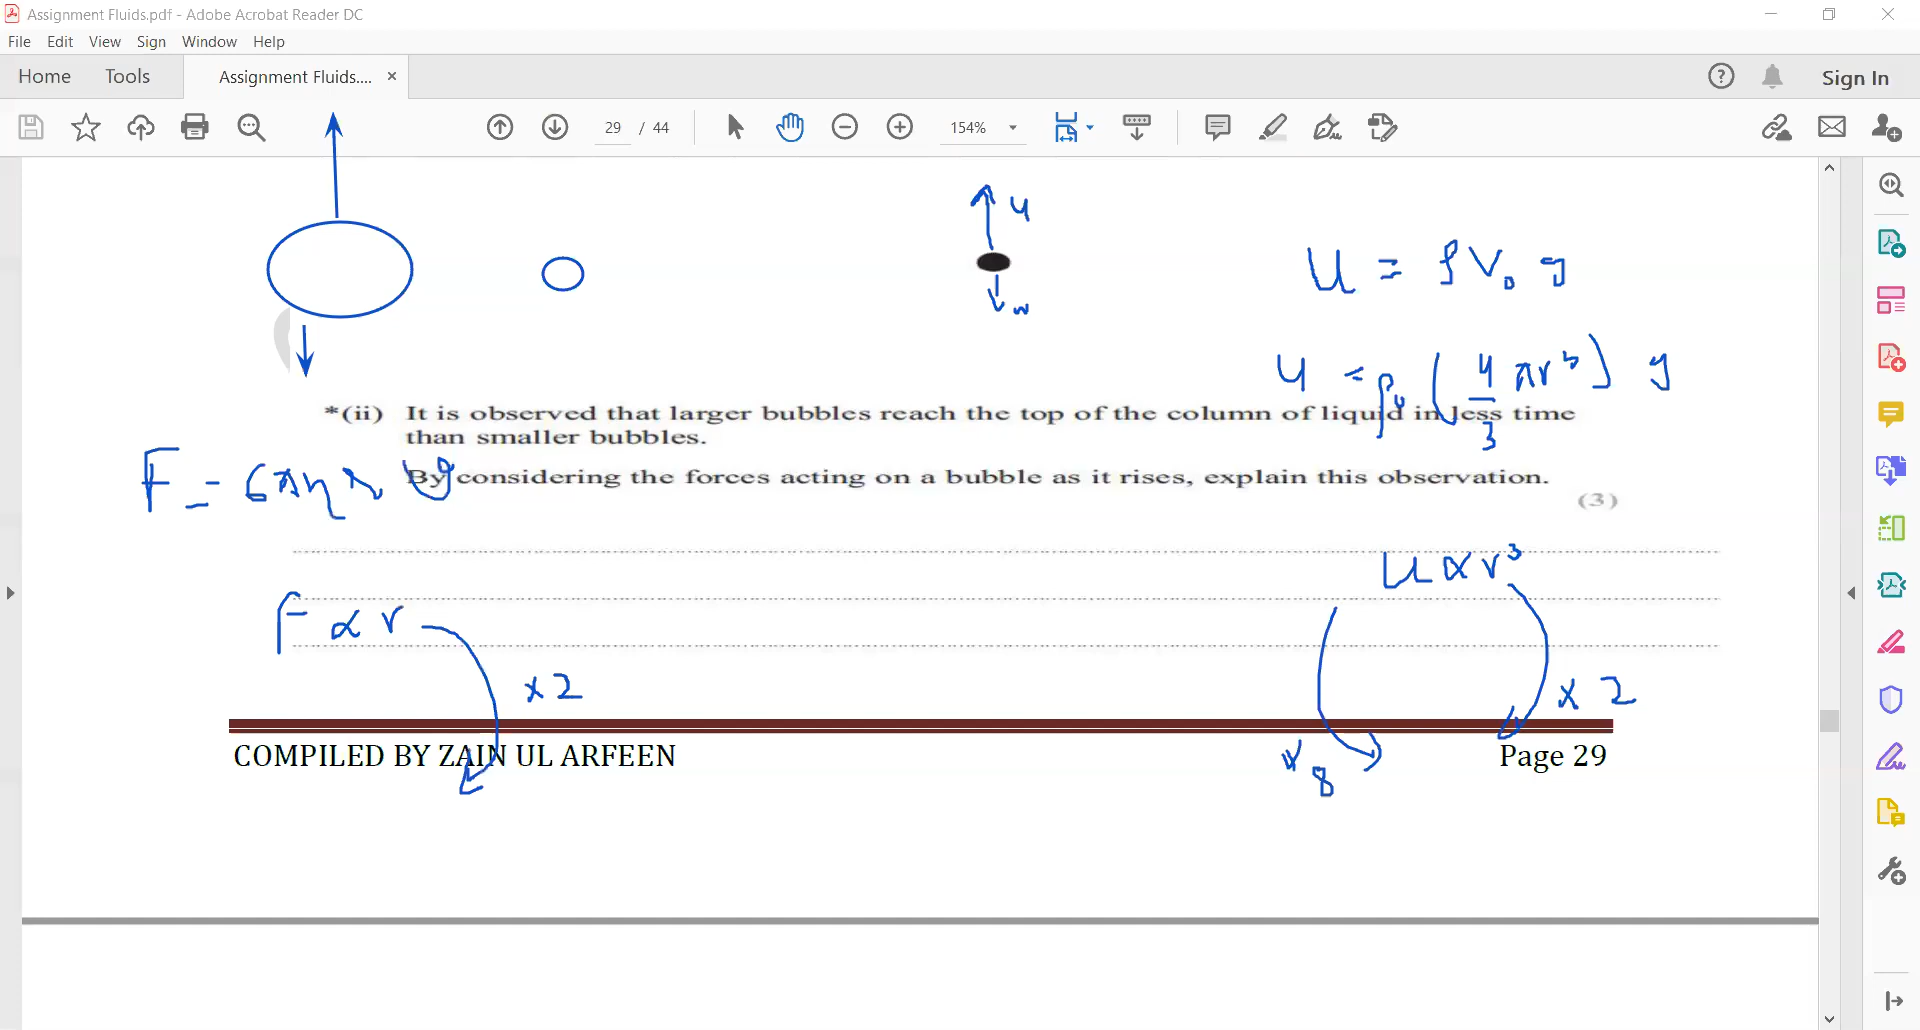 Assignment Fluids.pdf - Adobe Acrobat Reader DC
File Edit View Sign Window Help
Home Tools Assignment Fluids.... × Sign In
29 / 44 154%
U
w
U = ρV₀ g
U = ρ ( 4/3 πr³ ) g
*(ii) It is observed that larger bubbles reach the top of the column of liquid in less time
than smaller bubbles.
F = 6πηr v
By considering the forces acting on a bubble as it rises, explain this observation.
(3)
U ∝ r³
F ∝ r
×2
× 2
× 8
COMPILED BY ZAIN UL ARFEEN Page 29